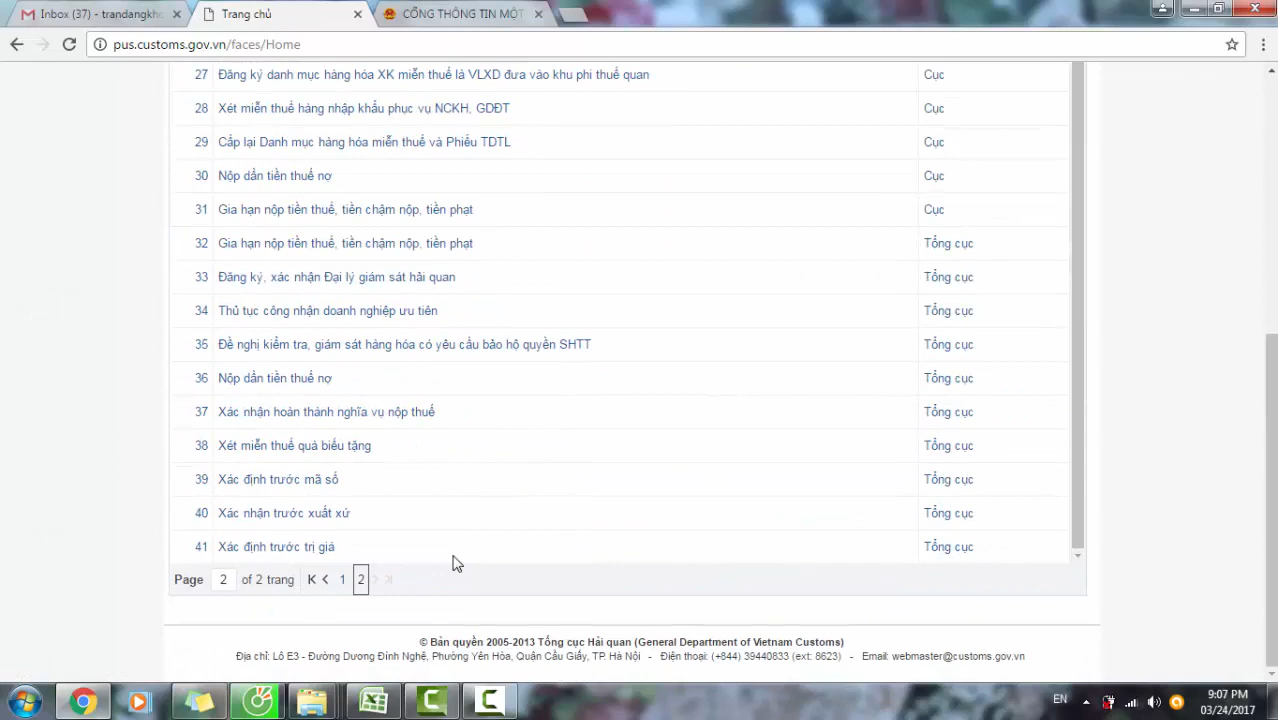 Inbox (37) - trandangkho
Trang chủ
CỔNG THÔNG TIN MỘT
pus.customs.gov.vn/faces/Home
27 Đăng ký danh mục hàng hóa XK miễn thuế là VLXD đưa vào khu phi thuế quan Cục
28 Xét miễn thuế hàng nhập khẩu phục vụ NCKH, GDĐT Cục
29 Cấp lại Danh mục hàng hóa miễn thuế và Phiếu TDTL Cục
30 Nộp dần tiền thuế nợ Cục
31 Gia hạn nộp tiền thuế, tiền chậm nộp, tiền phạt Cục
32 Gia hạn nộp tiền thuế, tiền chậm nộp, tiền phạt Tổng cục
33 Đăng ký, xác nhận Đại lý giám sát hải quan Tổng cục
34 Thủ tục công nhận doanh nghiệp ưu tiên Tổng cục
35 Đề nghị kiểm tra, giám sát hàng hóa có yêu cầu bảo hộ quyền SHTT Tổng cục
36 Nộp dần tiền thuế nợ Tổng cục
37 Xác nhận hoàn thành nghĩa vụ nộp thuế Tổng cục
38 Xét miễn thuế quà biếu tặng Tổng cục
39 Xác định trước mã số Tổng cục
40 Xác nhận trước xuất xứ Tổng cục
41 Xác định trước trị giá Tổng cục
Page 2 of 2 trang 1 2
© Bản quyền 2005-2013 Tổng cục Hải quan (General Department of Vietnam Customs)
Địa chỉ: Lô E3 - Đường Dương Đình Nghệ, Phường Yên Hòa, Quận Cầu Giấy, TP. Hà Nội - Điện thoại: (+844) 39440833 (ext: 8623) - Email: webmaster@customs.gov.vn
EN
9:07 PM
03/24/2017